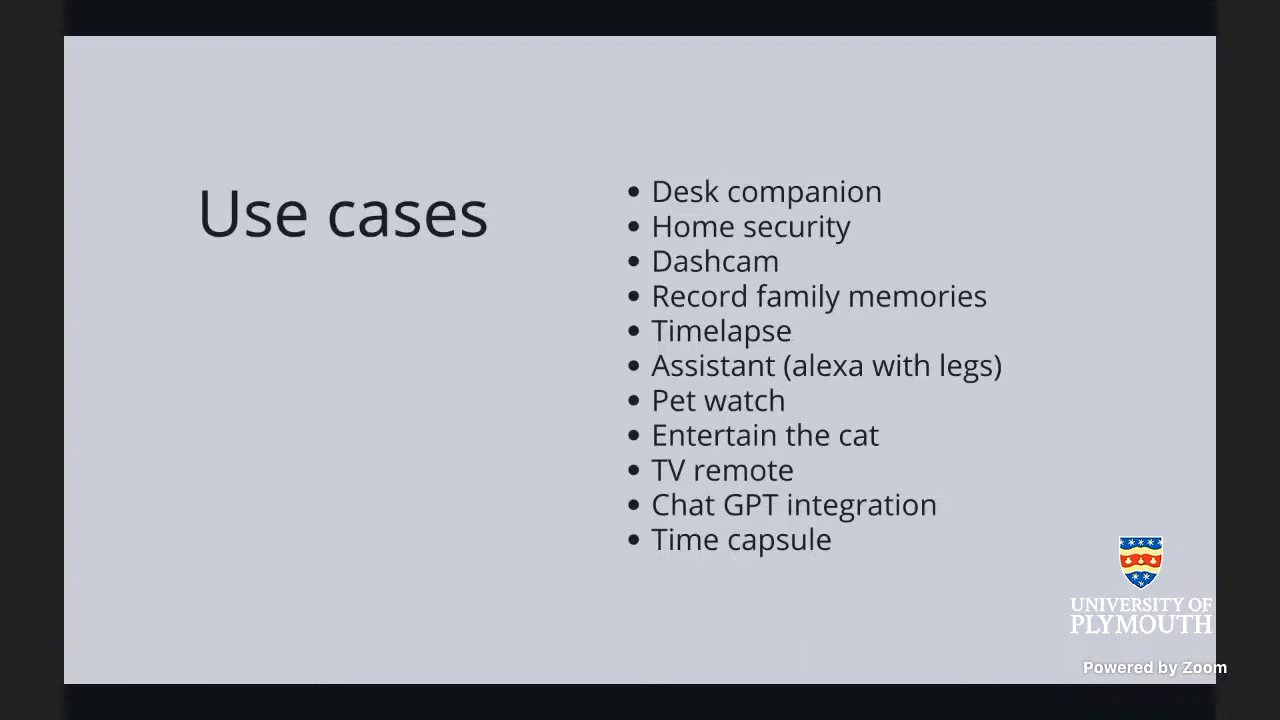 Use cases
Desk companion
Home security
Dashcam
Record family memories
Timelapse
Assistant (alexa with legs)
Pet watch
Entertain the cat
TV remote
Chat GPT integration
Time capsule
UNIVERSITY OF
PLYMOUTH
Powered by Zoom